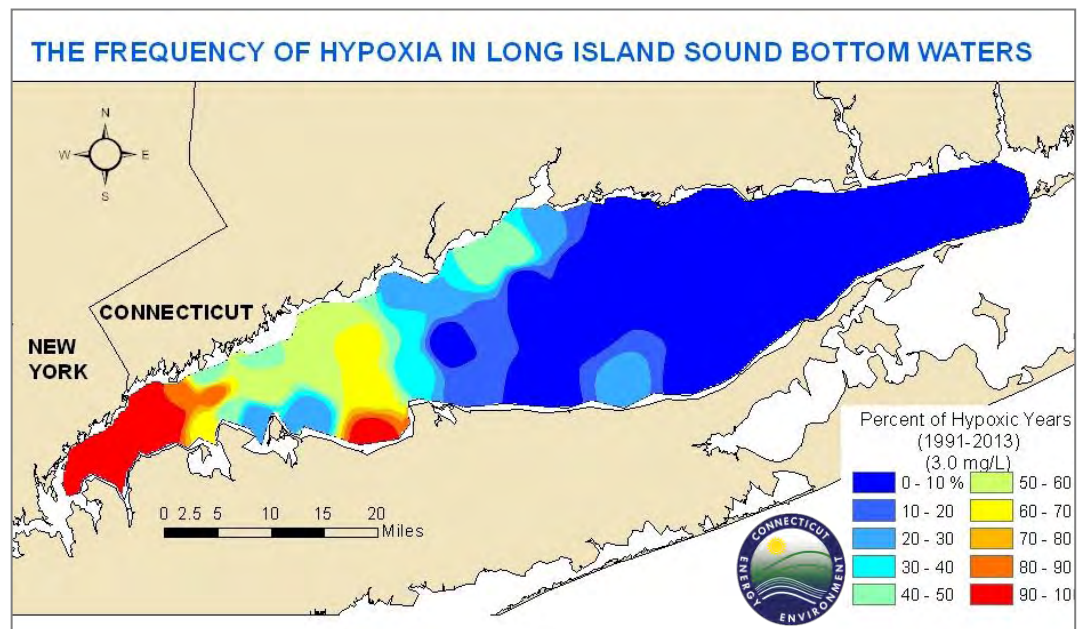 THE FREQUENCY OF HYPOXIA IN LONG ISLAND SOUND BOTTOM WATERS
N
W E
S
CONNECTICUT
NEW
YORK
0 2.5 5 10 15 20
Miles
Percent of Hypoxic Years
(1991-2013)
(3.0 mg/L)
0 - 10 % 50 - 60
10 - 20 60 - 70
20 - 30 70 - 80
30 - 40 80 - 90
40 - 50 90 - 10
CONNECTICUT
ENERGY
ENVIRONMENT